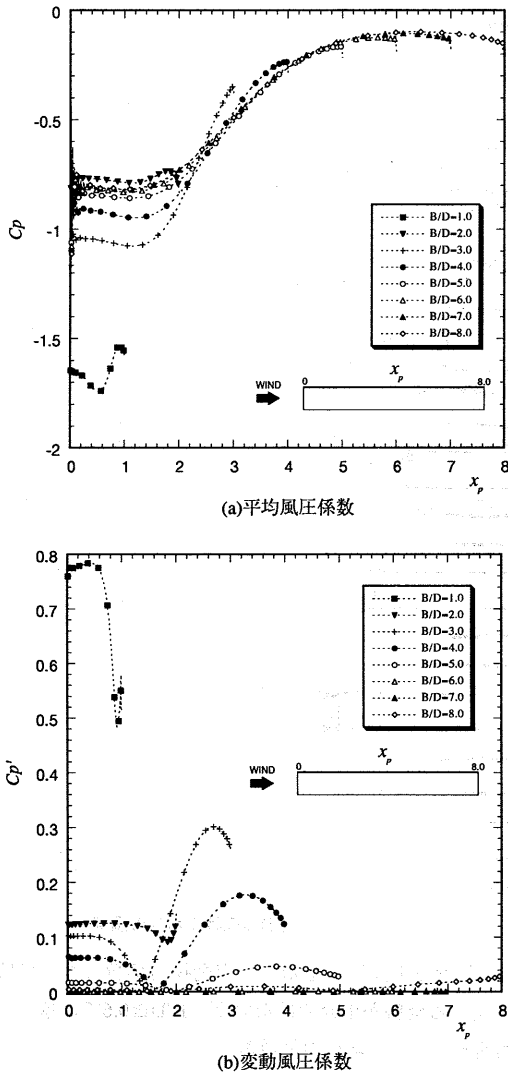 0
-0.5
-1
-1.5
-2
Cp
B/D=1.0
B/D=2.0
B/D=3.0
B/D=4.0
B/D=5.0
B/D=6.0
B/D=7.0
B/D=8.0
xp
0 8.0
WIND
0 1 2 3 4 5 6 7 8
xp
(a)平均風圧係数
0.8
0.7
0.6
0.5
0.4
0.3
0.2
0.1
0
Cp'
B/D=1.0
B/D=2.0
B/D=3.0
B/D=4.0
B/D=5.0
B/D=6.0
B/D=7.0
B/D=8.0
xp
0 8.0
WIND
0 1 2 3 4 5 6 7 8
xp
(b)変動風圧係数